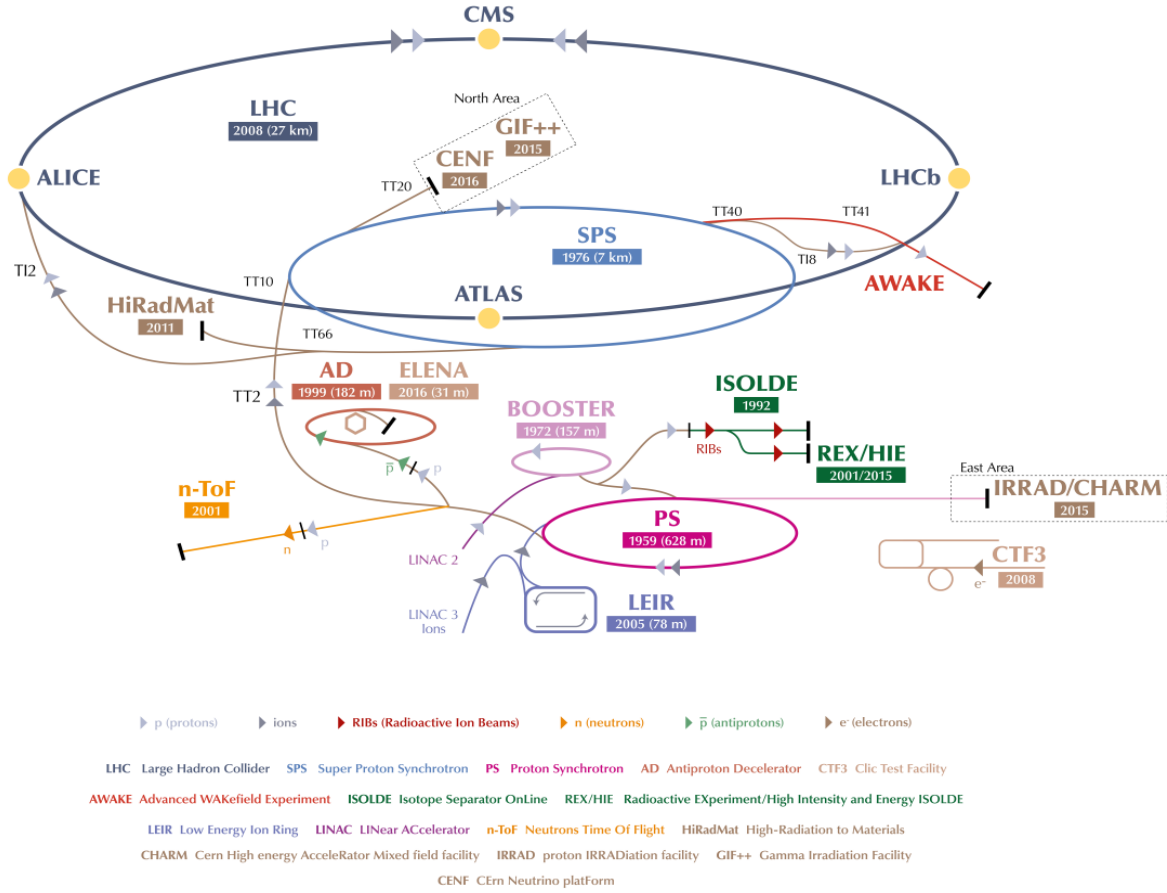 CMS
North Area
LHC
2008 (27 km)
GIF++
2015
CENF
2016
ALICE
TT20
LHCb
TT40
TT41
SPS
1976 (7 km)
TI8
TI2
TT10
AWAKE
HiRadMat
2011
ATLAS
TT66
AD
1999 (182 m)
ELENA
2016 (31 m)
TT2
ISOLDE
1992
BOOSTER
1972 (157 m)
RIBs
REX/HIE
2001/2015
p̅
p
East Area
n-ToF
2001
IRRAD/CHARM
2015
PS
1959 (628 m)
n
p
LINAC 2
CTF3
2008
e-
LINAC 3
Ions
LEIR
2005 (78 m)
p (protons) ions RIBs (Radioactive Ion Beams) n (neutrons) p̅ (antiprotons) e- (electrons)
LHC Large Hadron Collider SPS Super Proton Synchrotron PS Proton Synchrotron AD Antiproton Decelerator CTF3 Clic Test Facility
AWAKE Advanced WAKefield Experiment ISOLDE Isotope Separator OnLine REX/HIE Radioactive EXperiment/High Intensity and Energy ISOLDE
LEIR Low Energy Ion Ring LINAC LINear ACcelerator n-ToF Neutrons Time Of Flight HiRadMat High-Radiation to Materials
CHARM Cern High energy AcceleRator Mixed field facility IRRAD proton IRRADiation facility GIF++ Gamma Irradiation Facility
CENF CErn Neutrino platForm